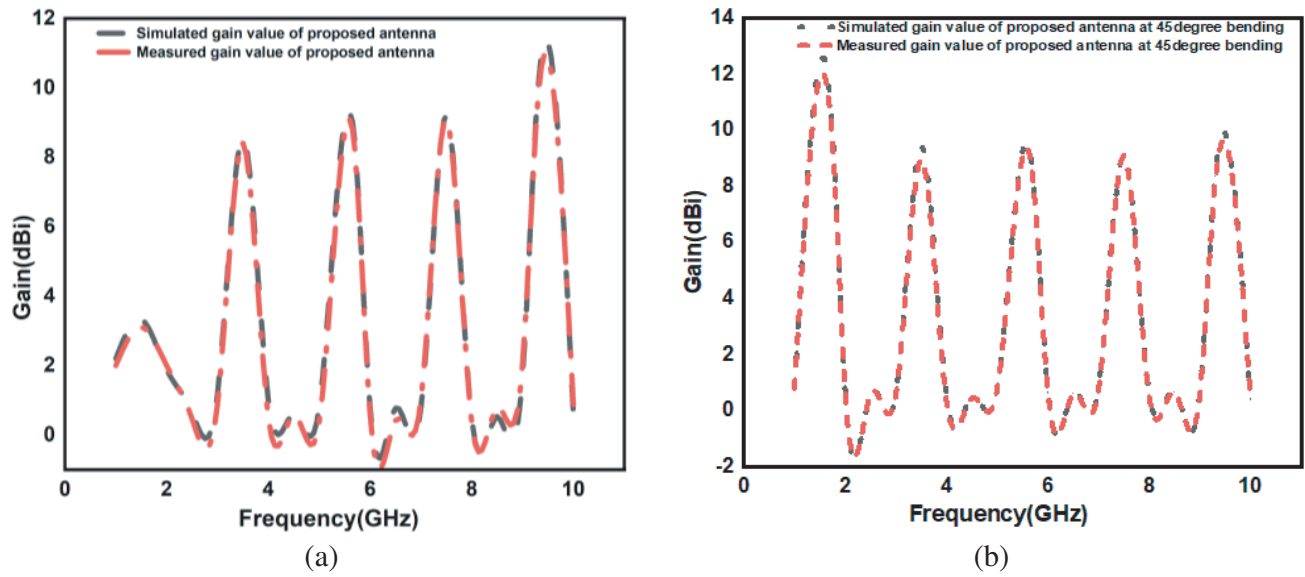 12
Simulated gain value of proposed antenna
Measured gain value of proposed antenna
10
8
6
4
2
0
Gain(dBi)
0 2 4 6 8 10
Frequency(GHz)
(a)
14
Simulated gain value of proposed antenna at 45degree bending
Measured gain value of proposed antenna at 45degree bending
12
10
8
6
4
2
0
-2
Gain(dBi)
0 2 4 6 8 10
Frequency(GHz)
(b)